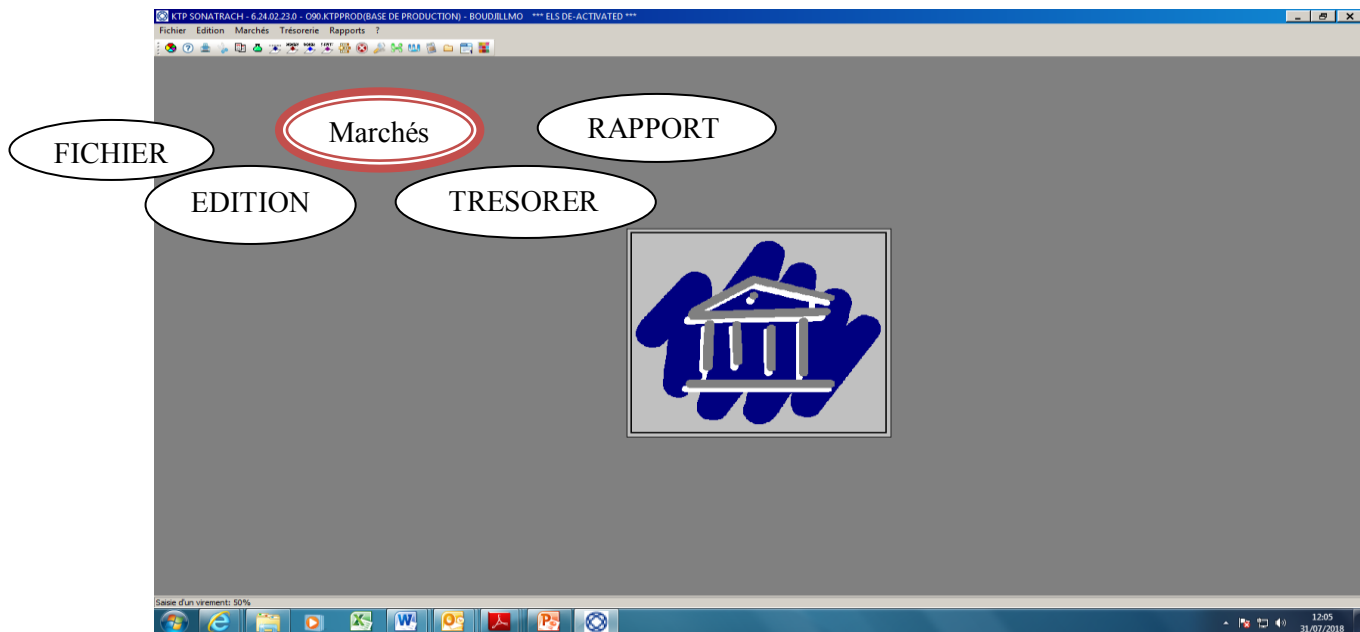 KTP SONATRACH - 6.24.02.23.0 - O90.KTPPROD(BASE DE PRODUCTION) - BOUDJILLMO *** ELS DE-ACTIVATED ***
Fichier Edition Marchés Trésorerie Rapports ?
Marchés
RAPPORT
FICHIER
EDITION
TRESORER
Saisie d'un virement: 50%
12:05
31/07/2018